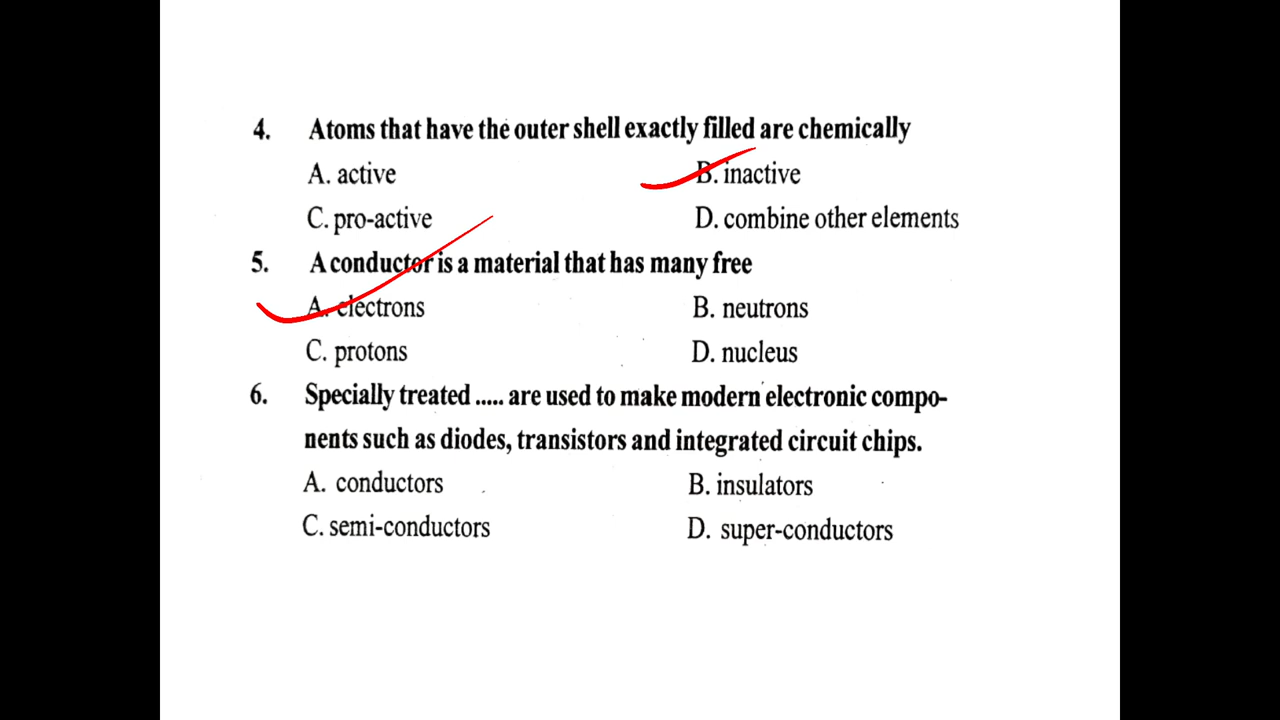 4. Atoms that have the outer shell exactly filled are chemically
A. active B. inactive
C. pro-active D. combine other elements
5. A conductor is a material that has many free
A. electrons B. neutrons
C. protons D. nucleus
6. Specially treated ..... are used to make modern electronic compo-
nents such as diodes, transistors and integrated circuit chips.
A. conductors B. insulators
C. semi-conductors D. super-conductors